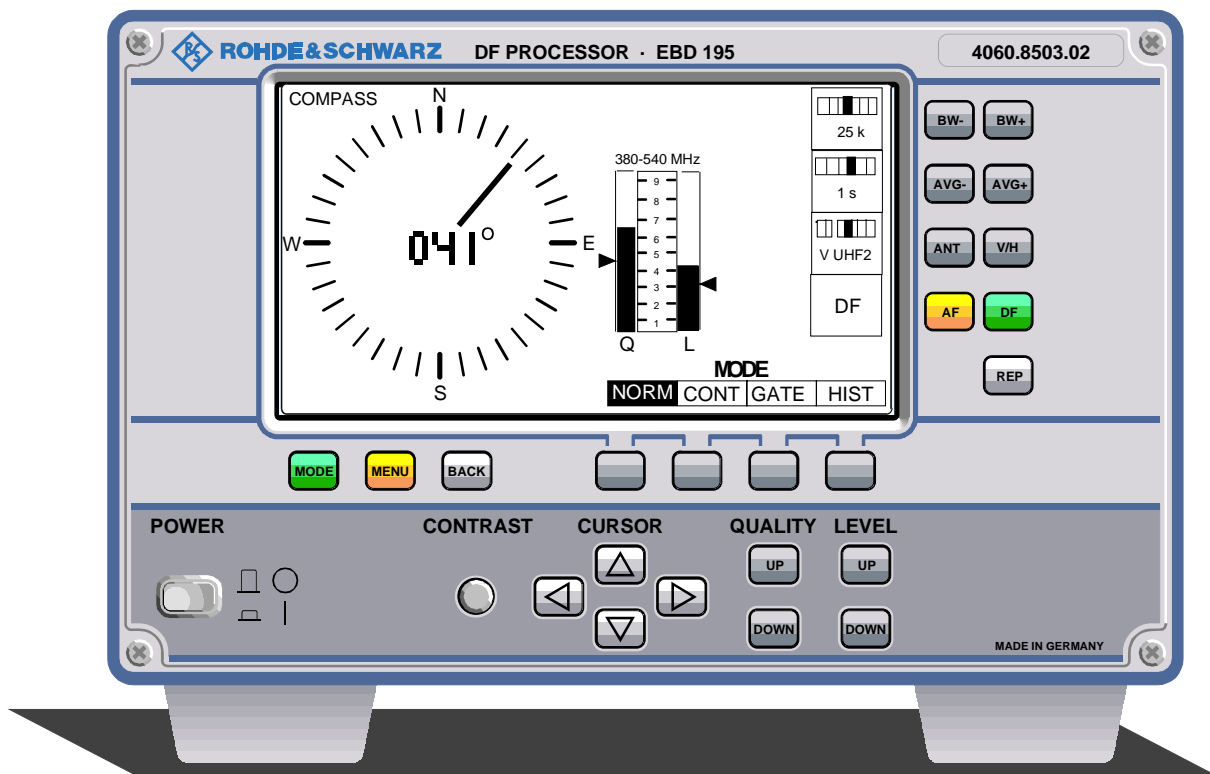 R&S ROHDE&SCHWARZ DF PROCESSOR · EBD 195 4060.8503.02
COMPASS
N
W
E
S
041°
380-540 MHz
9
8
7
6
5
4
3
2
1
Q L
25 k
1 s
V UHF2
DF
MODE
NORM CONT GATE HIST
BW- BW+
AVG- AVG+
ANT V/H
AF DF
REP
MODE MENU BACK
POWER CONTRAST CURSOR QUALITY LEVEL
UP UP
DOWN DOWN
MADE IN GERMANY